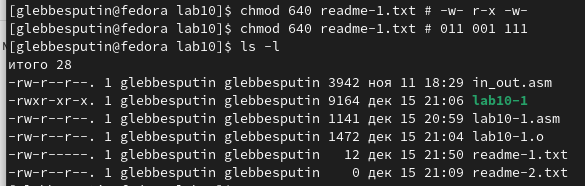 [glebbesputin@fedora lab10]$ chmod 640 readme-1.txt # -w- r-x -w-
[glebbesputin@fedora lab10]$ chmod 640 readme-1.txt # 011 001 111
[glebbesputin@fedora lab10]$ ls -l
итого 28
-rw-r--r--. 1 glebbesputin glebbesputin 3942 ноя 11 18:29 in_out.asm
-rwxr-xr-x. 1 glebbesputin glebbesputin 9164 дек 15 21:06 lab10-1
-rw-r--r--. 1 glebbesputin glebbesputin 1141 дек 15 20:59 lab10-1.asm
-rw-r--r--. 1 glebbesputin glebbesputin 1472 дек 15 21:04 lab10-1.o
-rw-r-----. 1 glebbesputin glebbesputin   12 дек 15 21:50 readme-1.txt
-rw-r--r--. 1 glebbesputin glebbesputin    0 дек 15 21:09 readme-2.txt